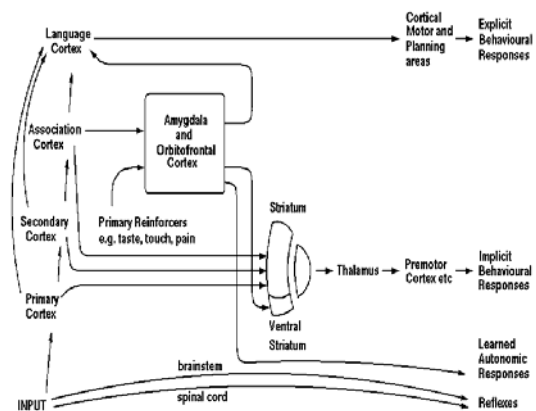 Language
Cortex
Cortical
Motor and
Planning
areas
Explicit
Behavioural
Responses
Amygdala
and
Orbitofrontal
Cortex
Association
Cortex
Primary Reinforcers
e.g. taste, touch, pain
Secondary
Cortex
Striatum
Thalamus
Premotor
Cortex etc
Implicit
Behavioural
Responses
Primary
Cortex
Ventral
Striatum
Learned
Autonomic
Responses
brainstem
spinal cord
INPUT
Reflexes